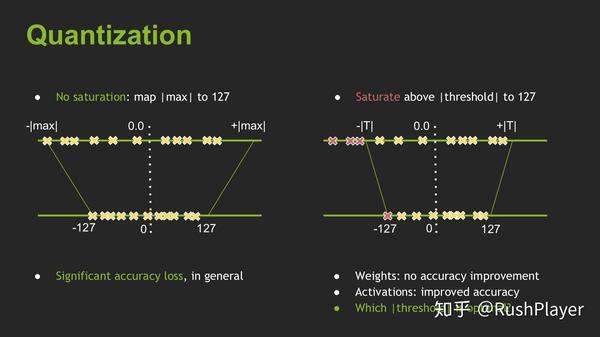 Quantization
● No saturation: map |max| to 127
-|max| 0.0 +|max|
-127 0 127
● Significant accuracy loss, in general
● Saturate above |threshold| to 127
-|T| 0.0 +|T|
-127 0 127
● Weights: no accuracy improvement
● Activations: improved accuracy
● Which |threshold|
知乎 @RushPlayer